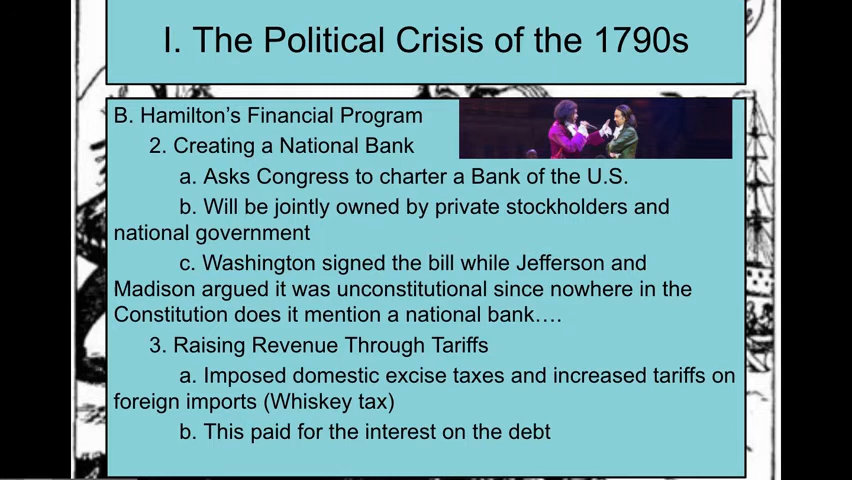 I. The Political Crisis of the 1790s
B. Hamilton’s Financial Program
2. Creating a National Bank
a. Asks Congress to charter a Bank of the U.S.
b. Will be jointly owned by private stockholders and
national government
c. Washington signed the bill while Jefferson and
Madison argued it was unconstitutional since nowhere in the
Constitution does it mention a national bank….
3. Raising Revenue Through Tariffs
a. Imposed domestic excise taxes and increased tariffs on
foreign imports (Whiskey tax)
b. This paid for the interest on the debt